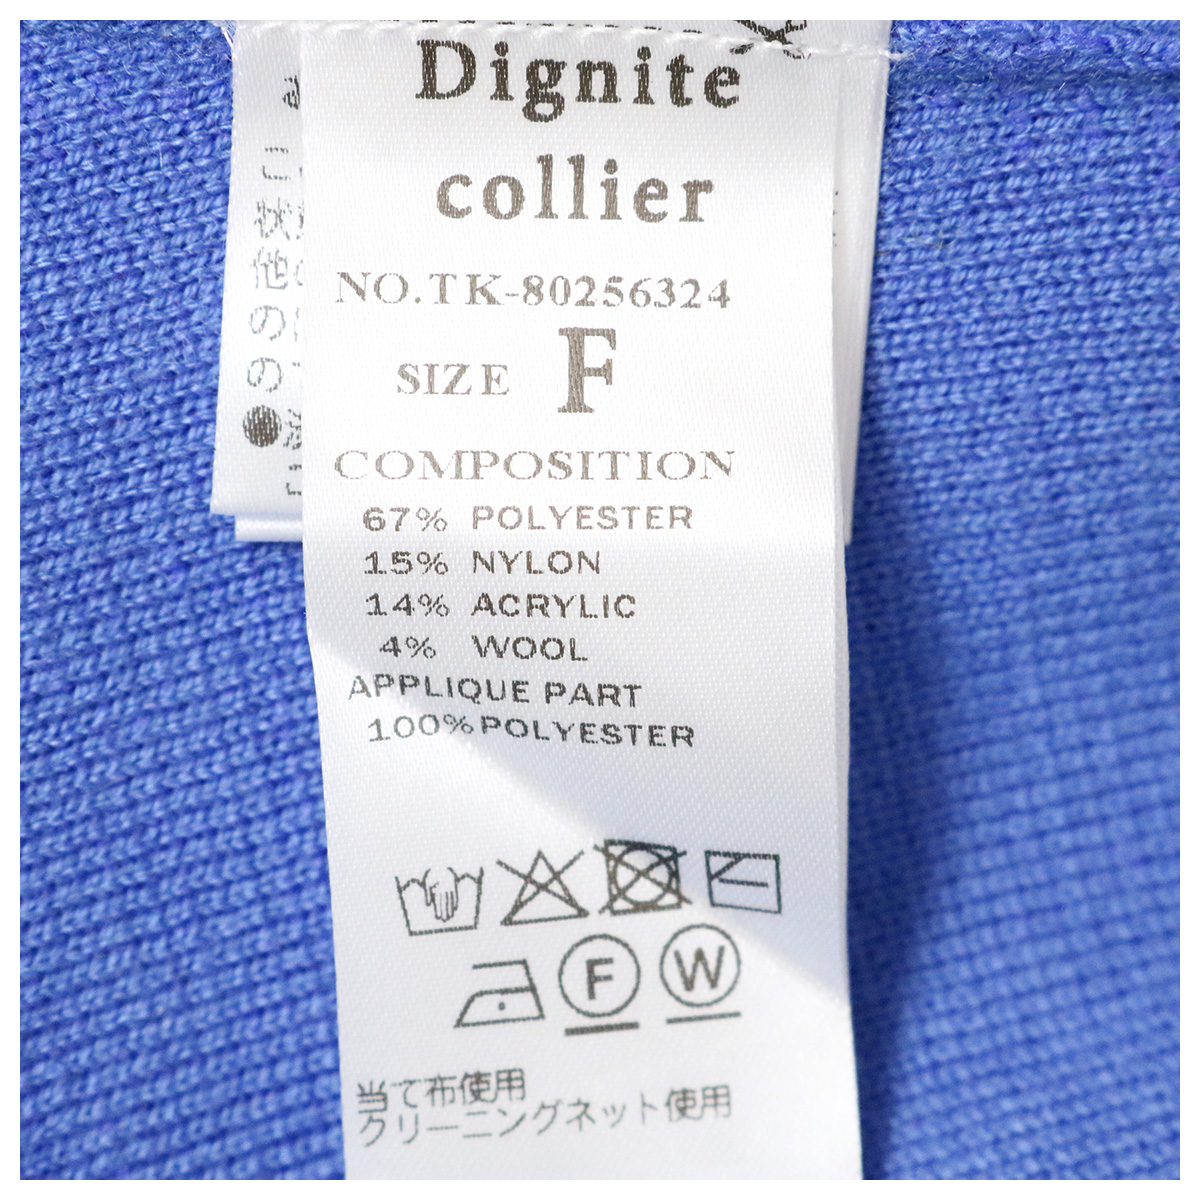 Dignite
collier
NO.TK-80256324
SIZE F
COMPOSITION
67% POLYESTER
15% NYLON
14% ACRYLIC
4% WOOL
APPLIQUE PART
100%POLYESTER
F W
当て布使用
クリーニングネット使用